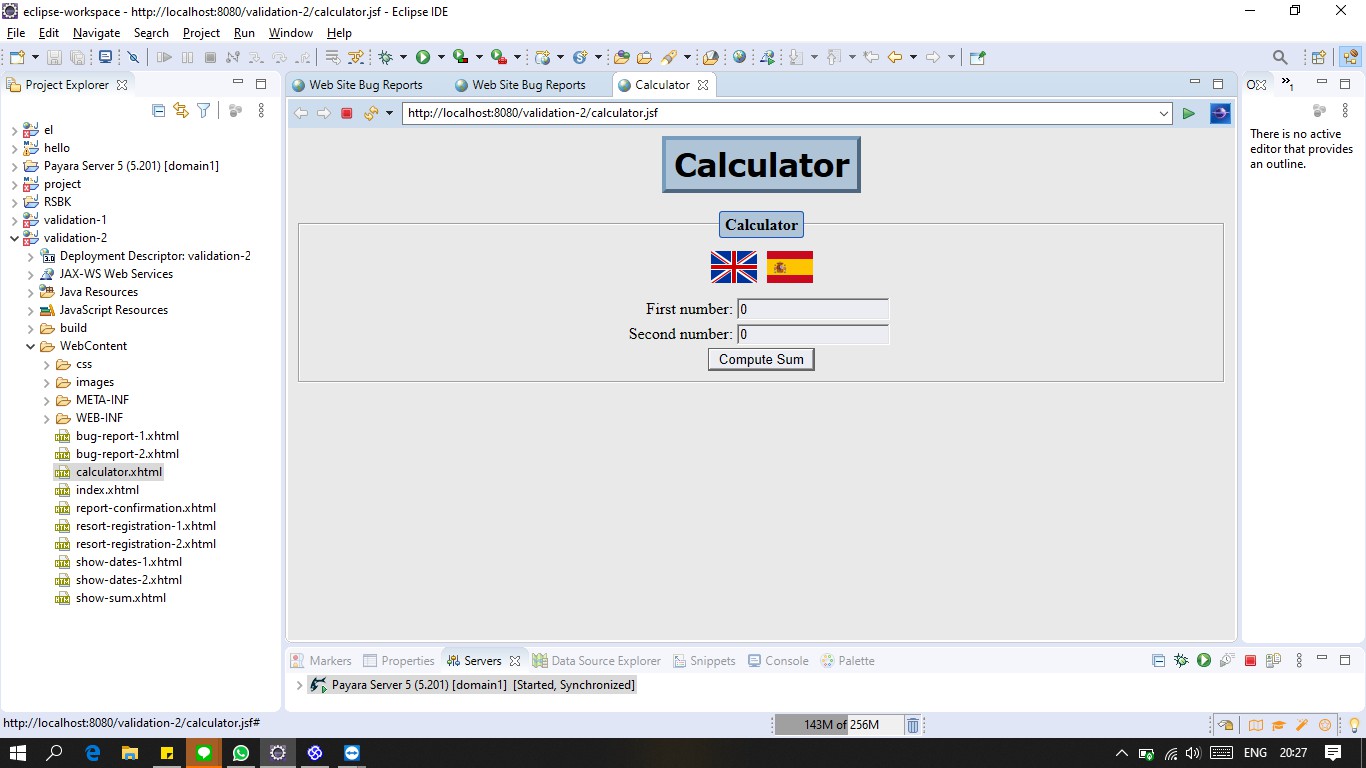 eclipse-workspace - http://localhost:8080/validation-2/calculator.jsf - Eclipse IDE
File Edit Navigate Search Project Run Window Help
Project Explorer
el
hello
Payara Server 5 (5.201) [domain1]
project
RSBK
validation-1
validation-2
3.0 Deployment Descriptor: validation-2
JAX-WS Web Services
Java Resources
JavaScript Resources
build
WebContent
css
images
META-INF
WEB-INF
bug-report-1.xhtml
bug-report-2.xhtml
calculator.xhtml
index.xhtml
report-confirmation.xhtml
resort-registration-1.xhtml
resort-registration-2.xhtml
show-dates-1.xhtml
show-dates-2.xhtml
show-sum.xhtml
Web Site Bug Reports Web Site Bug Reports Calculator
http://localhost:8080/validation-2/calculator.jsf
Calculator
Calculator
First number: 0
Second number: 0
Compute Sum
1
There is no active
editor that provides
an outline.
Markers Properties Servers Data Source Explorer Snippets Console Palette
Payara Server 5 (5.201) [domain1] [Started, Synchronized]
http://localhost:8080/validation-2/calculator.jsf# 143M of 256M
ENG 20:27